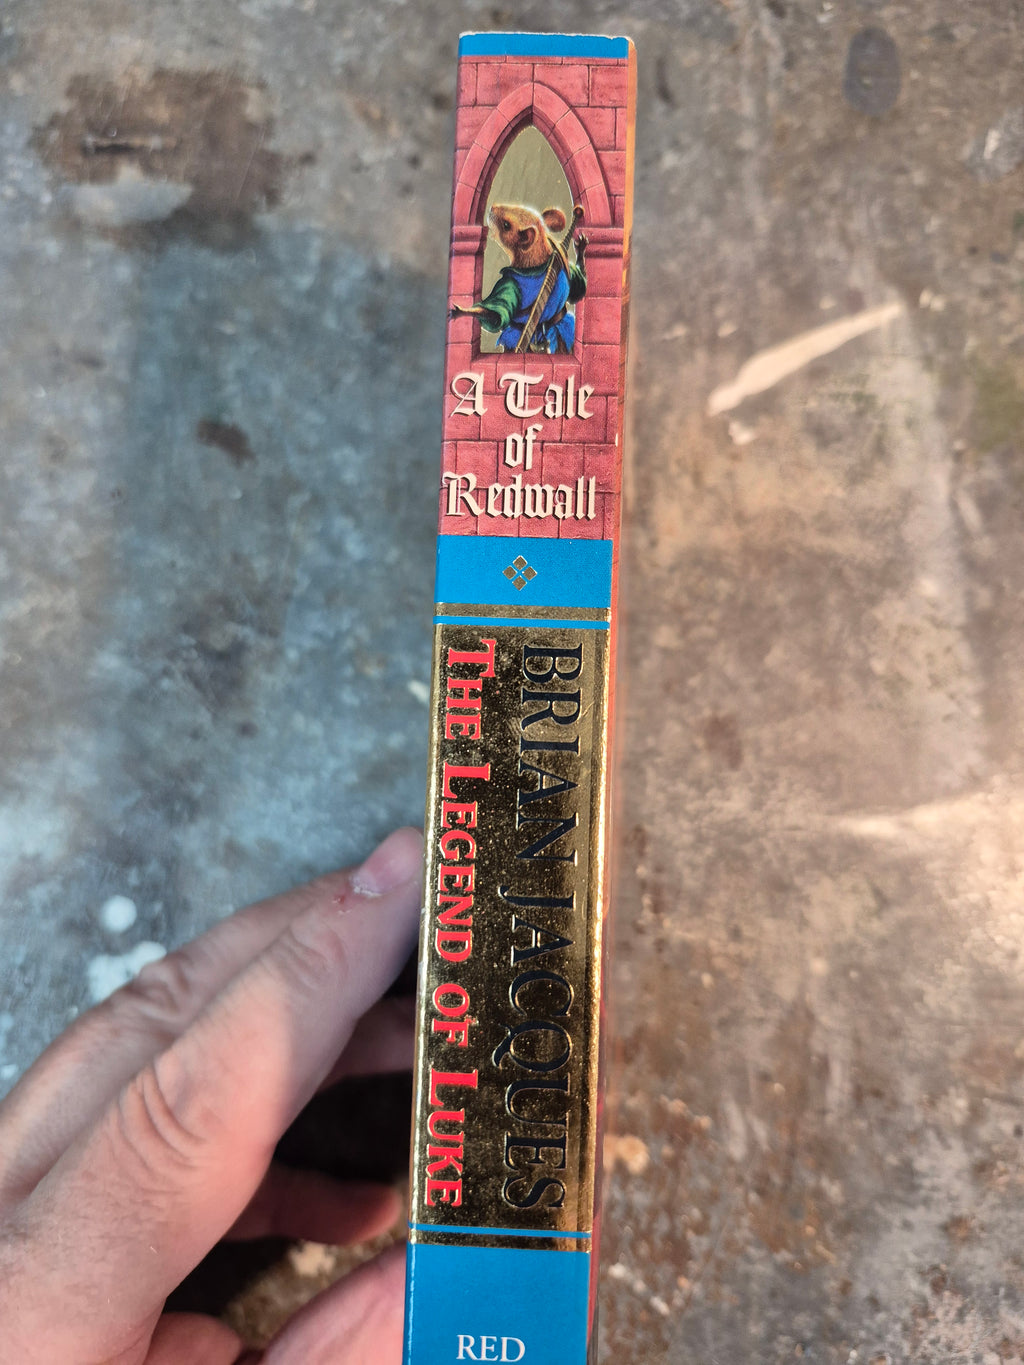 A Tale
of
Redwall
BRIAN JACQUES
THE LEGEND OF LUKE
RED